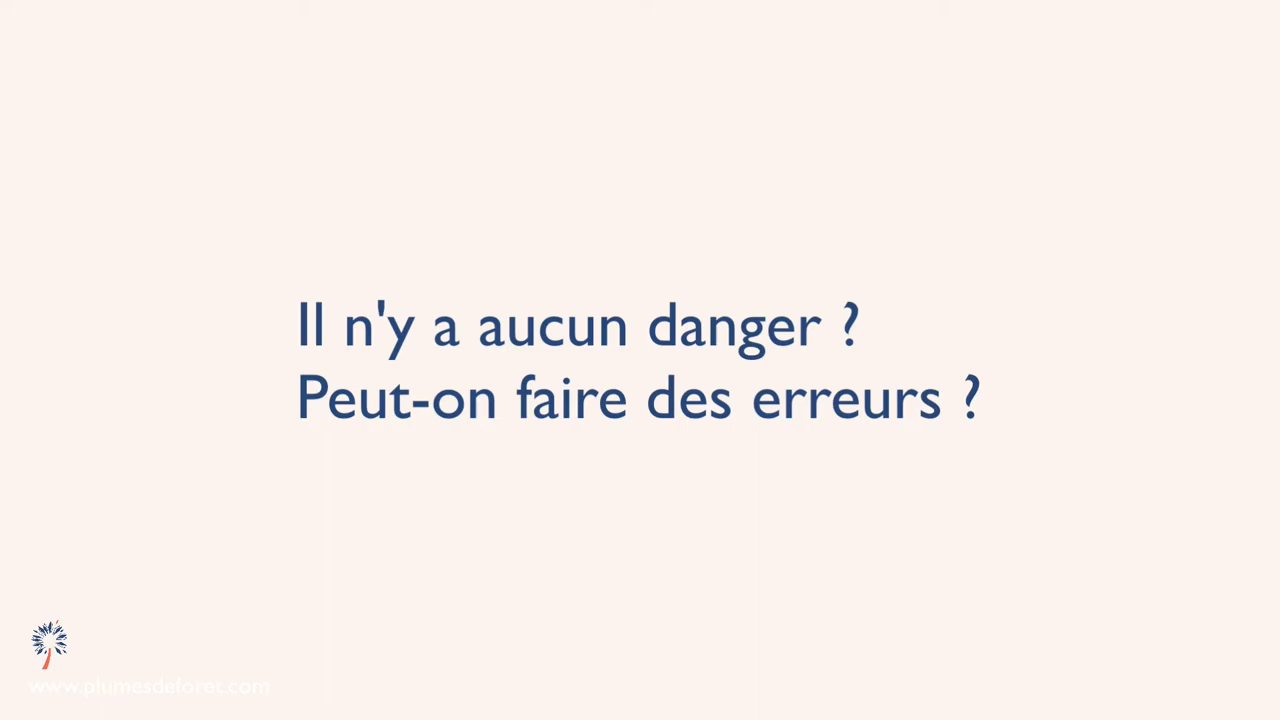 Il n'y a aucun danger ?
Peut-on faire des erreurs ?
www.plumesdeforet.com